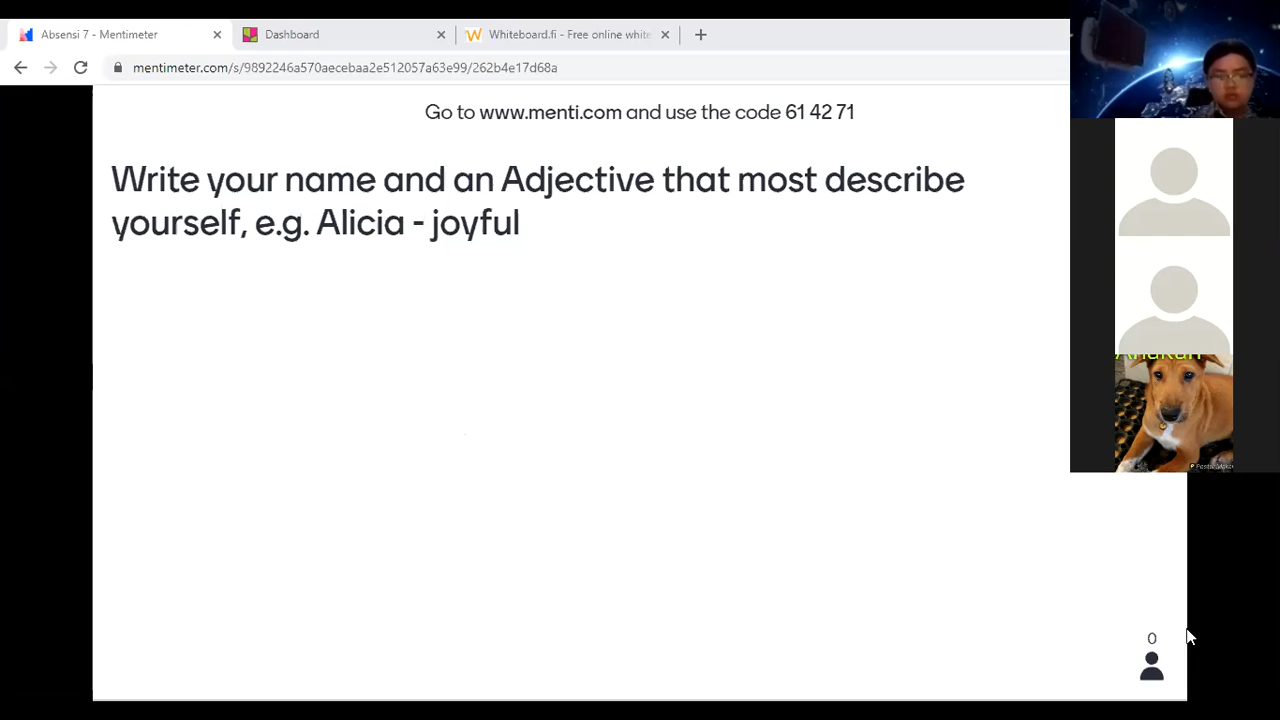 Absensi 7 - Mentimeter
Dashboard
Whiteboard.fi - Free online white
mentimeter.com/s/9892246a570aecebaa2e512057a63e99/262b4e17d68a
Go to www.menti.com and use the code 61 42 71
Write your name and an Adjective that most describe
yourself, e.g. Alicia - joyful
0